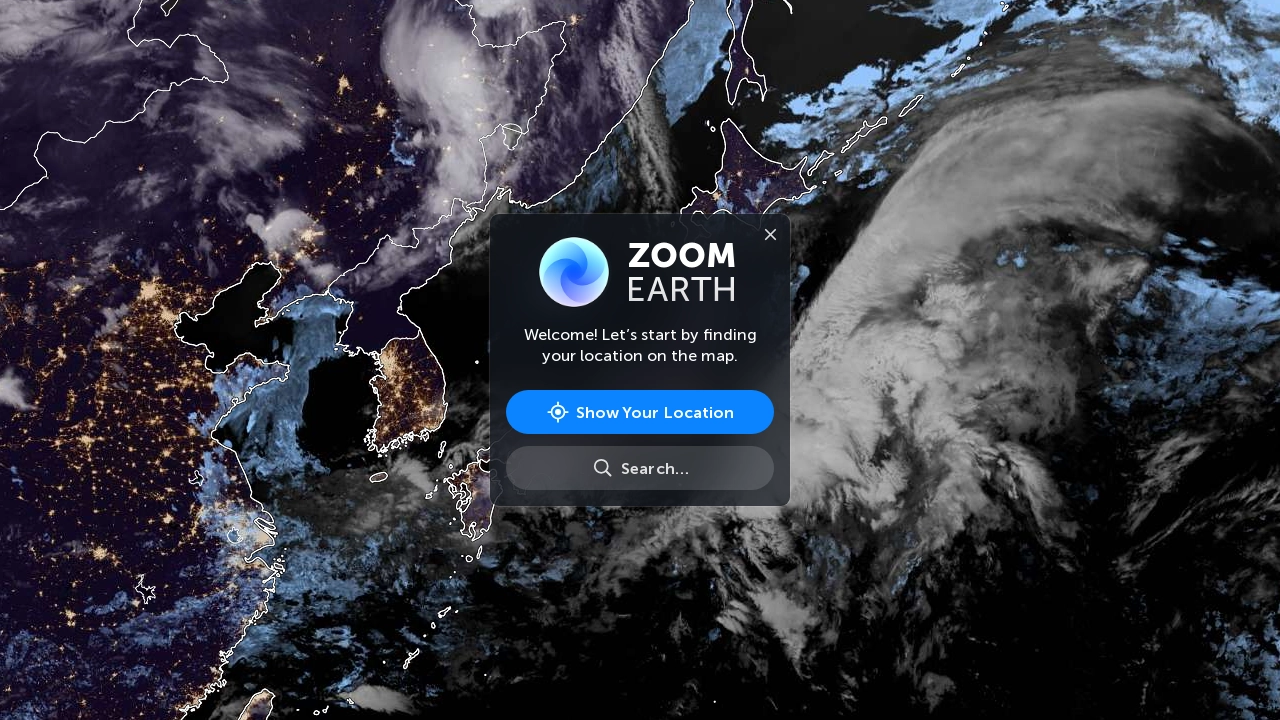 ZOOM
EARTH
Welcome! Let’s start by finding
your location on the map.
Show Your Location
Search...